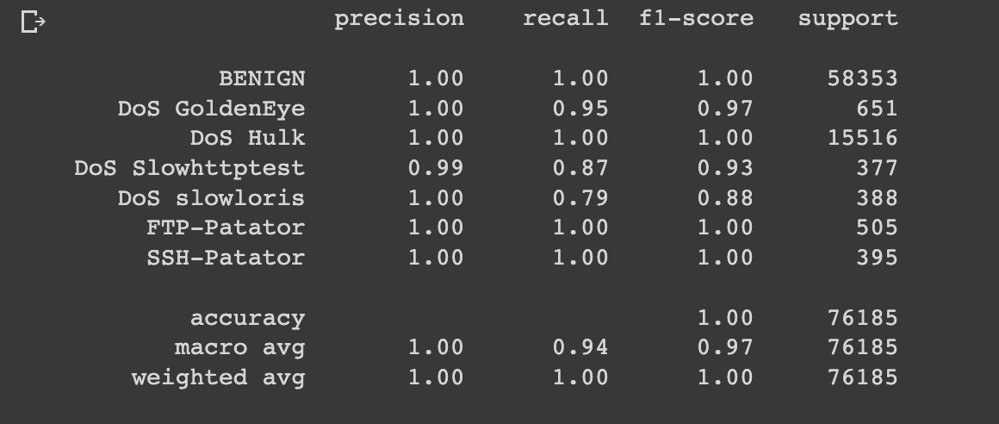 precision recall f1-score support
BENIGN 1.00 1.00 1.00 58353
DoS GoldenEye 1.00 0.95 0.97 651
DoS Hulk 1.00 1.00 1.00 15516
DoS Slowhttptest 0.99 0.87 0.93 377
DoS slowloris 1.00 0.79 0.88 388
FTP-Patator 1.00 1.00 1.00 505
SSH-Patator 1.00 1.00 1.00 395
accuracy 1.00 76185
macro avg 1.00 0.94 0.97 76185
weighted avg 1.00 1.00 1.00 76185